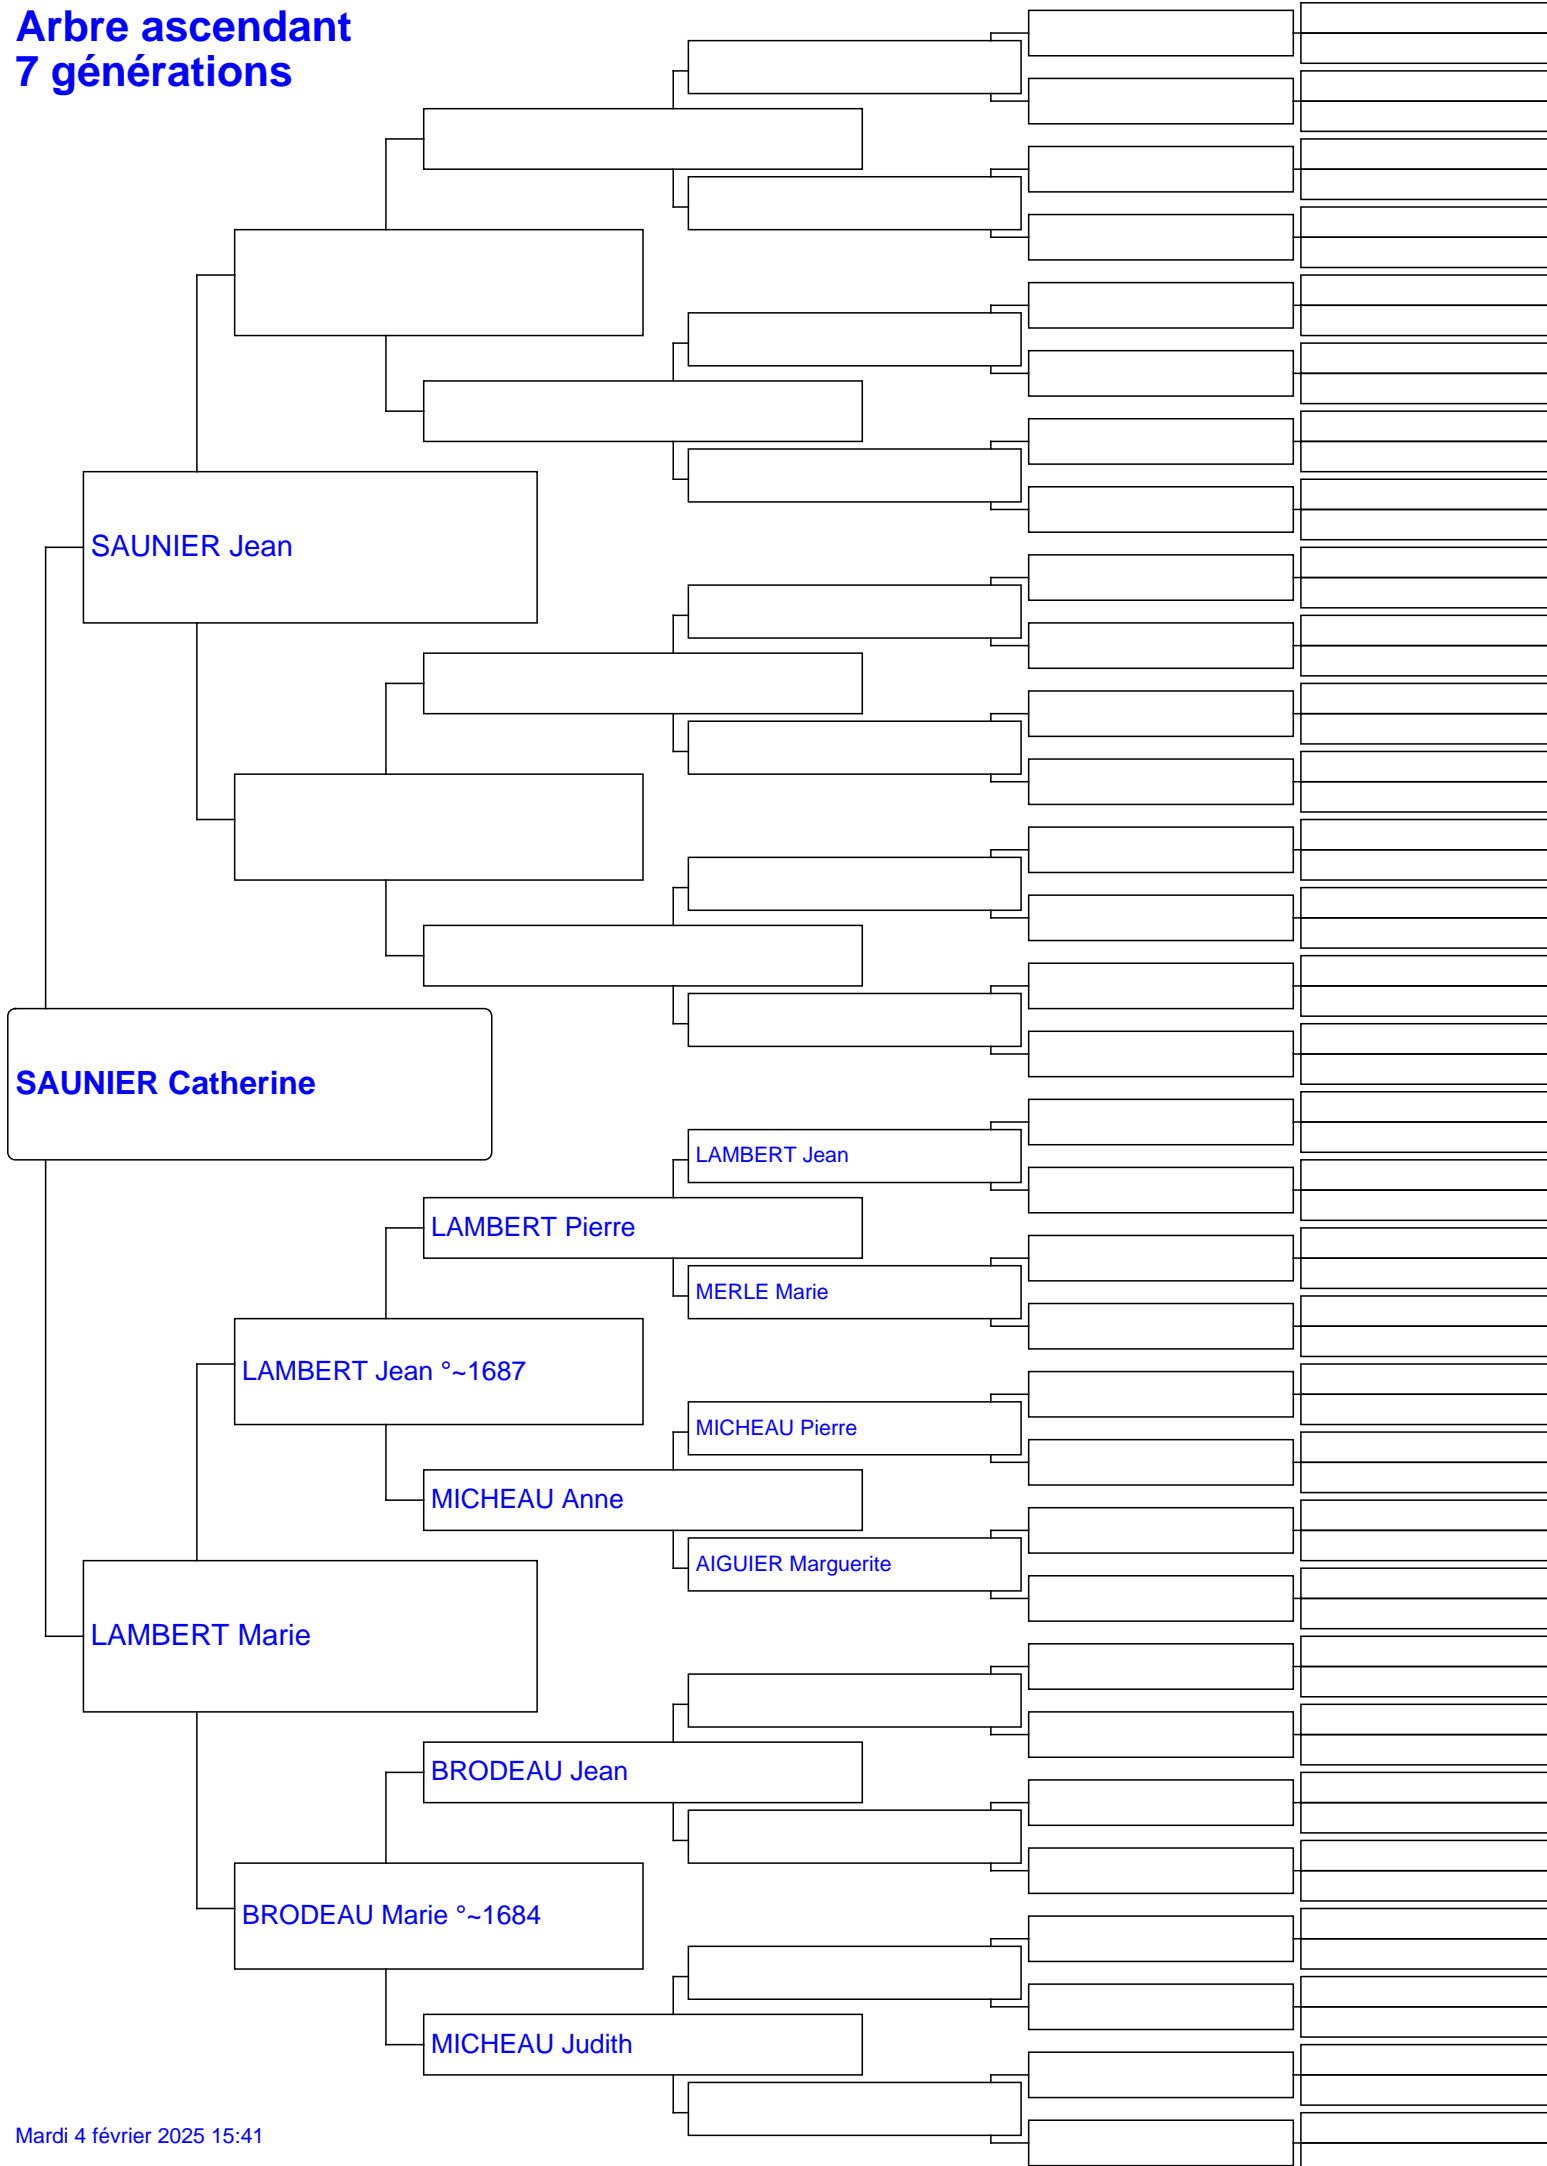 Arbre ascendant
7 générations
SAUNIER Jean
SAUNIER Catherine
LAMBERT Jean
LAMBERT Pierre
MERLE Marie
LAMBERT Jean °~1687
MICHEAU Pierre
MICHEAU Anne
AIGUIER Marguerite
LAMBERT Marie
BRODEAU Jean
BRODEAU Marie °~1684
MICHEAU Judith
Mardi 4 février 2025 15:41